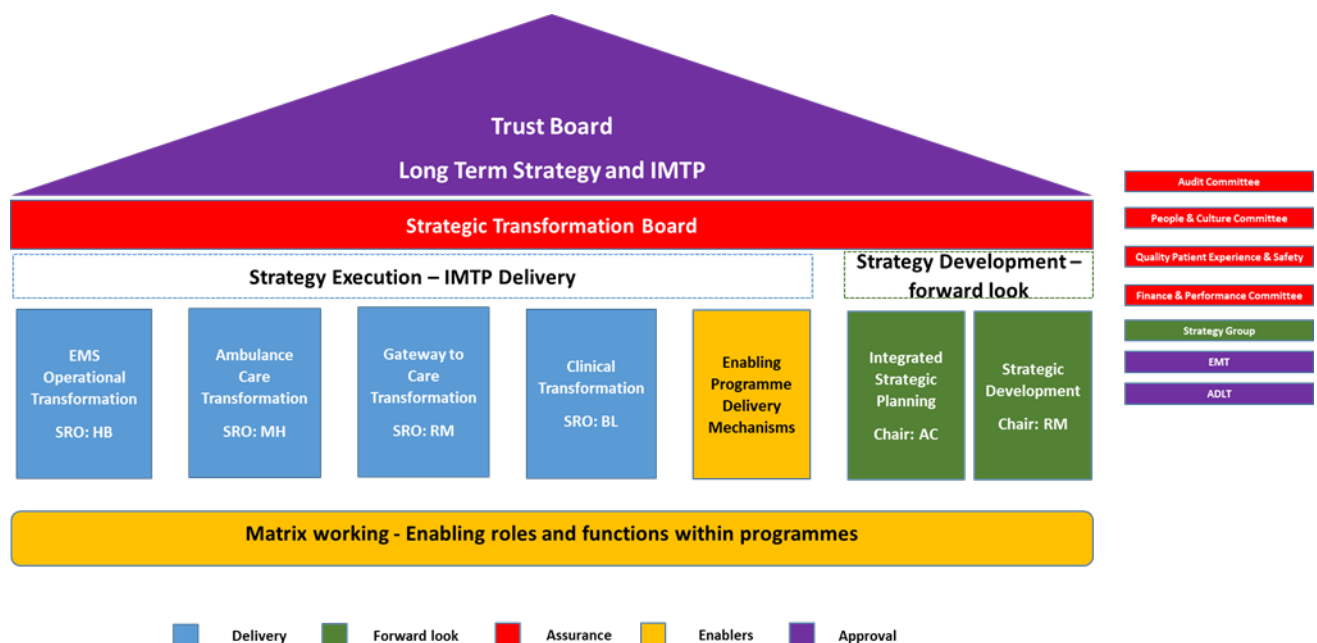 Trust Board
Long Term Strategy and IMTP
Strategic Transformation Board
Strategy Execution – IMTP Delivery
Strategy Development –
forward look
EMS
Operational
Transformation
SRO: HB
Ambulance
Care
Transformation
SRO: MH
Gateway to
Care
Transformation
SRO: RM
Clinical
Transformation
SRO: BL
Enabling
Programme
Delivery
Mechanisms
Integrated
Strategic
Planning
Chair: AC
Strategic
Development
Chair: RM
Matrix working - Enabling roles and functions within programmes
Audit Committee
People & Culture Committee
Quality Patient Experience & Safety
Finance & Performance Committee
Strategy Group
EMT
ADLT
Delivery
Forward look
Assurance
Enablers
Approval